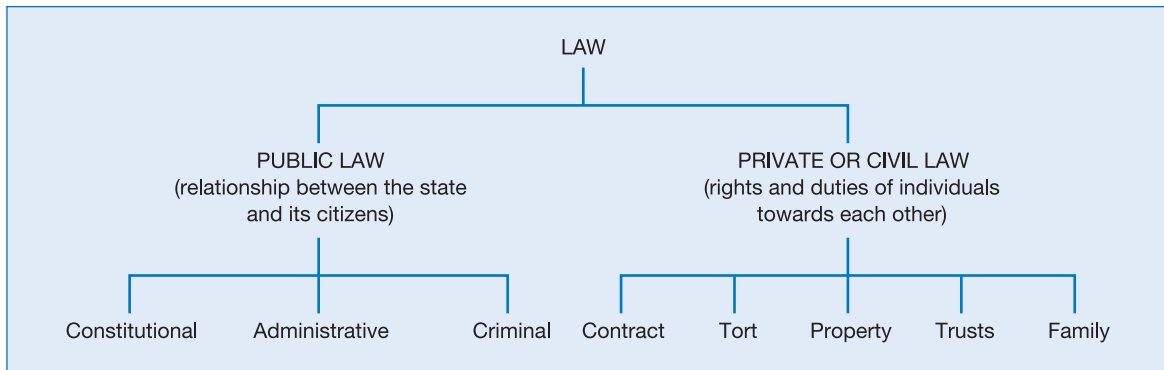 LAW
PUBLIC LAW
(relationship between the state
and its citizens)
PRIVATE OR CIVIL LAW
(rights and duties of individuals
towards each other)
Constitutional
Administrative
Criminal
Contract
Tort
Property
Trusts
Family